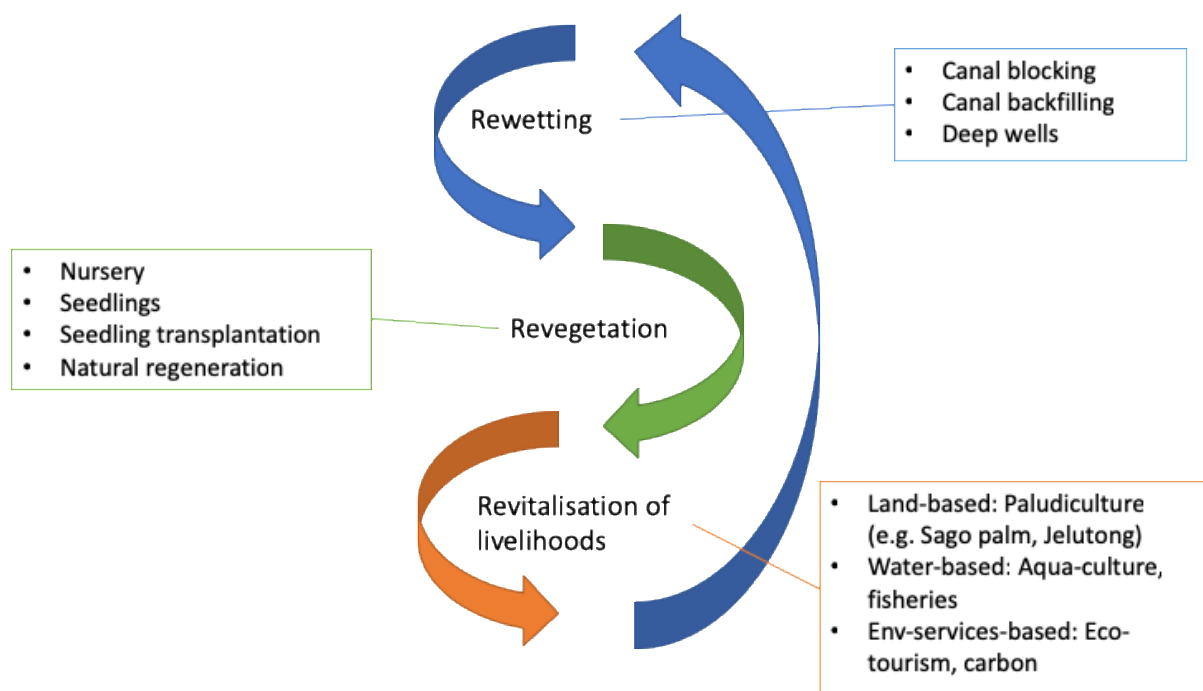 Rewetting
• Canal blocking
• Canal backfilling
• Deep wells
• Nursery
• Seedlings
• Seedling transplantation
• Natural regeneration
Revegetation
Revitalisation of
livelihoods
• Land-based: Paludiculture
(e.g. Sago palm, Jelutong)
• Water-based: Aqua-culture,
fisheries
• Env-services-based: Eco-
tourism, carbon